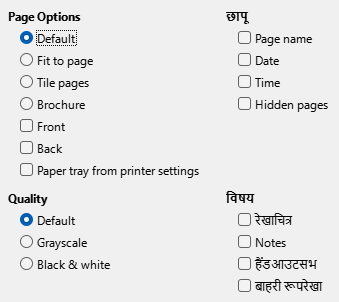 Page Options
Default
Fit to page
Tile pages
Brochure
Front
Back
Paper tray from printer settings
छापू
Page name
Date
Time
Hidden pages
Quality
Default
Grayscale
Black & white
विषय
रेखाचित्र
Notes
हैंडआउटसभ
बाहरी रूपरेखा